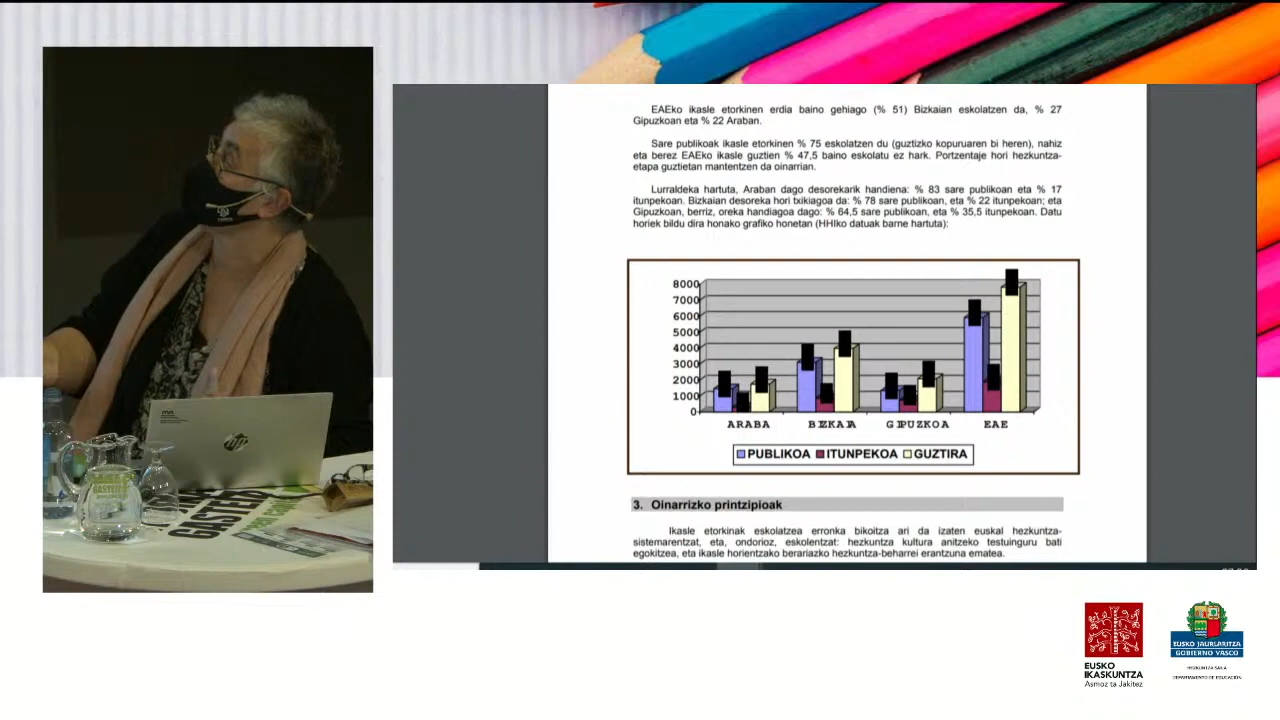 EAEko ikasle etorkinen erdia baino gehiago (% 51) Bizkaian eskolatzen da, % 27
Gipuzkoan eta % 22 Araban.
Sare publikoak ikasle etorkinen % 75 eskolatzen du (guztizko kopuruaren bi heren), nahiz
eta berez EAEko ikasle guztien % 47,5 baino eskolatu ez hark. Portzentaje hori hezkuntza-
etapa guztietan mantentzen da oinarrian.
Lurraldeka hartuta, Araban dago desorekarik handiena: % 83 sare publikoan eta % 17
itunpekoan. Bizkaian desoreka hori txikiagoa da: % 78 sare publikoan, eta % 22 itunpekoan; eta
Gipuzkoan, berriz, oreka handiagoa dago: % 64,5 sare publikoan, eta % 35,5 itunpekoan. Datu
horiek bildu dira honako grafiko honetan (HHIko datuak barne hartuta):
8000
7000
6000
5000
4000
3000
2000
1000
0
ARABA BIZKAIA GIPUZKOA EAE
PUBLIKOA ITUNPEKOA GUZTIRA
3. Oinarrizko printzipioak
Ikasle etorkinak eskolatzea erronka bikoitza ari da izaten euskal hezkuntza-
sistemarentzat, eta, ondorioz, eskolentzat: hezkuntza kultura anitzeko testuinguru bati
egokitzea, eta ikasle horientzako berariazko hezkuntza-beharrei erantzuna ematea.
hp
GASTEIZ
EUSKO
IKASKUNTZA
Asmoz ta Jakitez
EUSKO JAURLARITZA
GOBIERNO VASCO
HEZKUNTZA SAILA
DEPARTAMENTO DE EDUCACIÓN